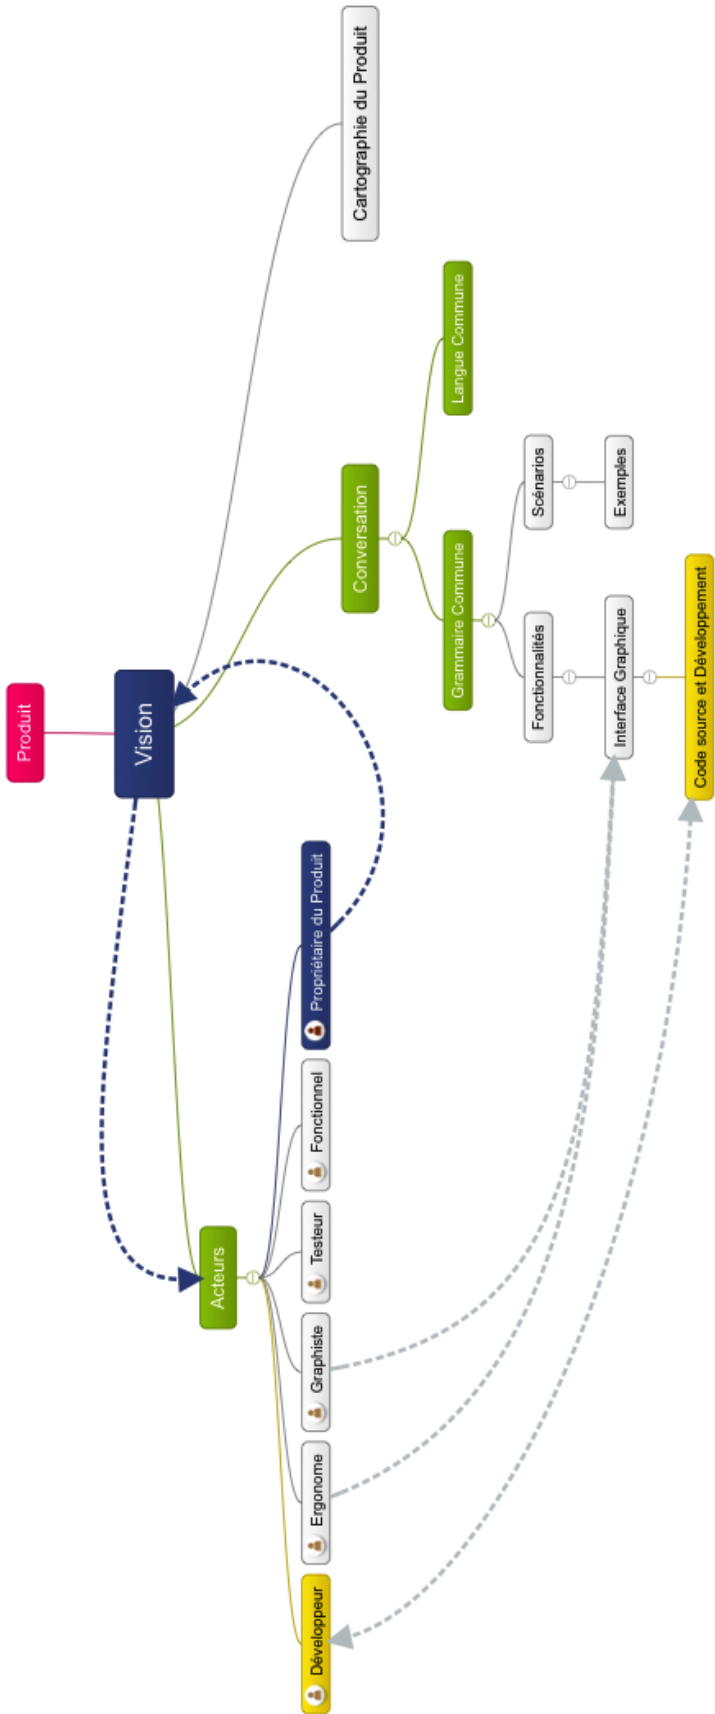 Produit
Vision
Cartographie du Produit
Conversation
Langue Commune
Grammaire Commune
Scénarios
Exemples
Fonctionnalités
Interface Graphique
Code source et Développement
Acteurs
Propriétaire du Produit
Fonctionnel
Testeur
Graphiste
Ergonome
Développeur